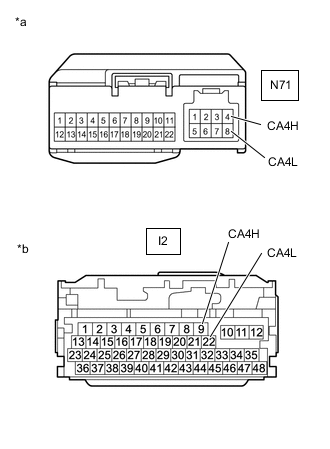 *a
N71
1 2 3 4 5 6 7 8 9 10 11
12 13 14 15 16 17 18 19 20 21 22
1 2 3 4
5 6 7 8
CA4H
CA4L
*b
I2
CA4H
CA4L
1 2 3 4 5 6 7 8 9 10 11 12
13 14 15 16 17 18 19 20 21 22
23 24 25 26 27 28 29 30 31 32 33 34 35
36 37 38 39 40 41 42 43 44 45 46 47 48